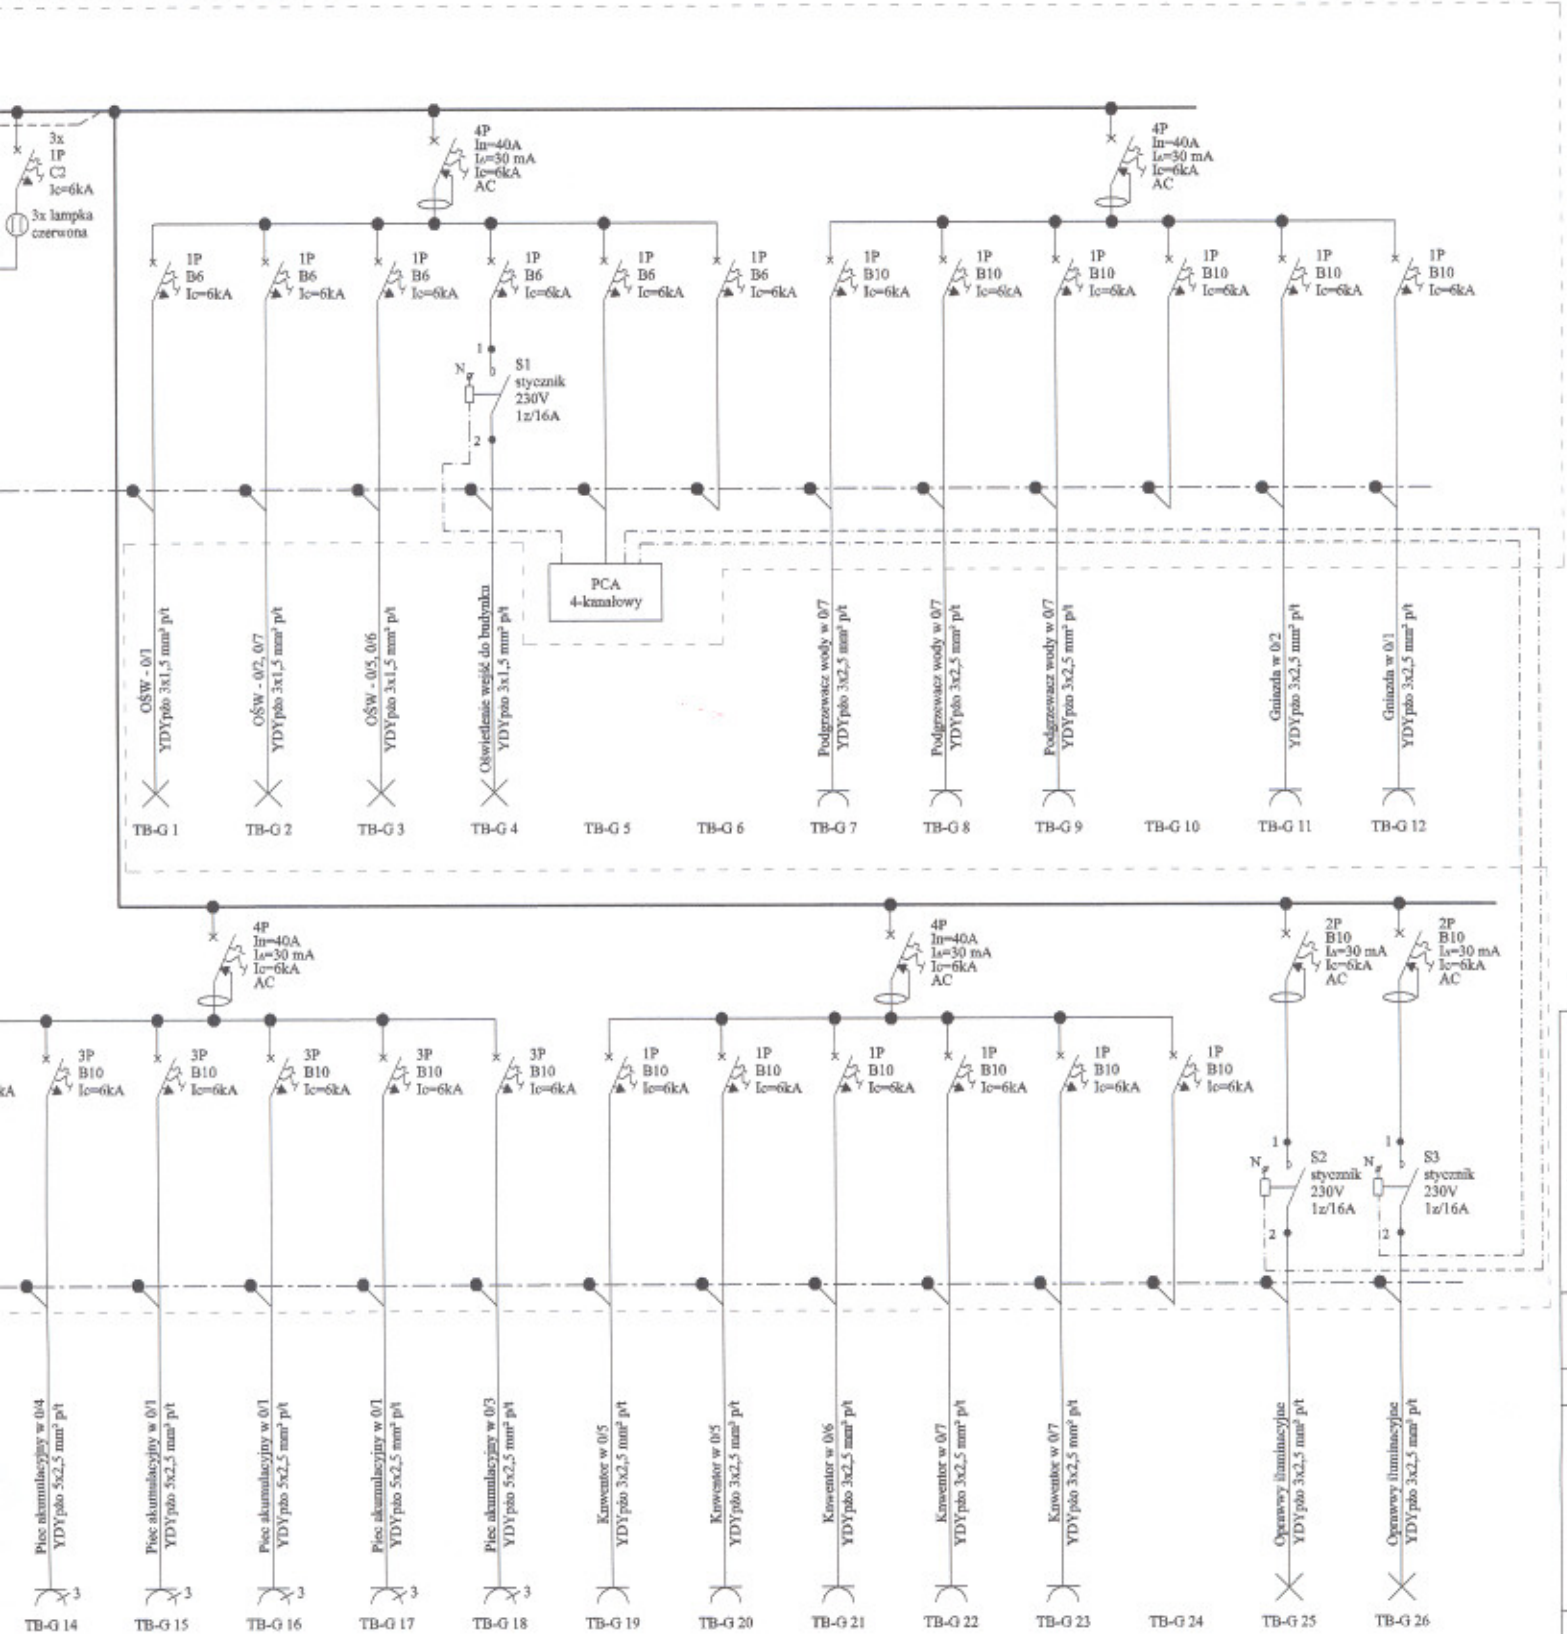 3x
1P
C2
Ic=6kA
3x lampka
czerwona
4P
In=40A
IΔ=30 mA
Ic=6kA
AC
4P
In=40A
IΔ=30 mA
Ic=6kA
AC
1P
B6
Ic=6kA
1P
B6
Ic=6kA
1P
B6
Ic=6kA
1P
B6
Ic=6kA
1P
B6
Ic=6kA
1P
B6
Ic=6kA
1P
B10
Ic=6kA
1P
B10
Ic=6kA
1P
B10
Ic=6kA
1P
B10
Ic=6kA
1P
B10
Ic=6kA
1P
B10
Ic=6kA
1
N
S1
stycznik
230V
1z/16A
2
PCA
4-kanałowy
OŚW - 0/1
YDYpżo 3x1,5 mm² p/t
OŚW - 0/2, 0/7
YDYpżo 3x1,5 mm² p/t
OŚW - 0/5, 0/6
YDYpżo 3x1,5 mm² p/t
Oświetlenie wejść do budynku
YDYpżo 3x1,5 mm² p/t
Podgrzewacz wody w 0/7
YDYpżo 3x2,5 mm² p/t
Podgrzewacz wody w 0/7
YDYpżo 3x2,5 mm² p/t
Podgrzewacz wody w 0/7
YDYpżo 3x2,5 mm² p/t
Gniazda w 0/2
YDYpżo 3x2,5 mm² p/t
Gniazda w 0/1
YDYpżo 3x2,5 mm² p/t
TB-G 1
TB-G 2
TB-G 3
TB-G 4
TB-G 5
TB-G 6
TB-G 7
TB-G 8
TB-G 9
TB-G 10
TB-G 11
TB-G 12
4P
In=40A
IΔ=30 mA
Ic=6kA
AC
4P
In=40A
IΔ=30 mA
Ic=6kA
AC
2P
B10
IΔ=30 mA
Ic=6kA
AC
2P
B10
IΔ=30 mA
Ic=6kA
AC
kA
3P
B10
Ic=6kA
3P
B10
Ic=6kA
3P
B10
Ic=6kA
3P
B10
Ic=6kA
3P
B10
Ic=6kA
1P
B10
Ic=6kA
1P
B10
Ic=6kA
1P
B10
Ic=6kA
1P
B10
Ic=6kA
1P
B10
Ic=6kA
1P
B10
Ic=6kA
1
N
S2
stycznik
230V
1z/16A
2
1
N
S3
stycznik
230V
1z/16A
2
Piec akumulacyjny w 0/4
YDYpżo 5x2,5 mm² p/t
Piec akumulacyjny w 0/1
YDYpżo 5x2,5 mm² p/t
Piec akumulacyjny w 0/1
YDYpżo 5x2,5 mm² p/t
Piec akumulacyjny w 0/1
YDYpżo 5x2,5 mm² p/t
Piec akumulacyjny w 0/3
YDYpżo 5x2,5 mm² p/t
Knwentor w 0/5
YDYpżo 3x2,5 mm² p/t
Knwentor w 0/5
YDYpżo 3x2,5 mm² p/t
Knwentor w 0/6
YDYpżo 3x2,5 mm² p/t
Knwentor w 0/7
YDYpżo 3x2,5 mm² p/t
Knwentor w 0/7
YDYpżo 3x2,5 mm² p/t
Oprawwy iluminacyjne
YDYpżo 3x2,5 mm² p/t
Oprawwy iluminacyjne
YDYpżo 3x2,5 mm² p/t
3
3
3
3
3
TB-G 14
TB-G 15
TB-G 16
TB-G 17
TB-G 18
TB-G 19
TB-G 20
TB-G 21
TB-G 22
TB-G 23
TB-G 24
TB-G 25
TB-G 26